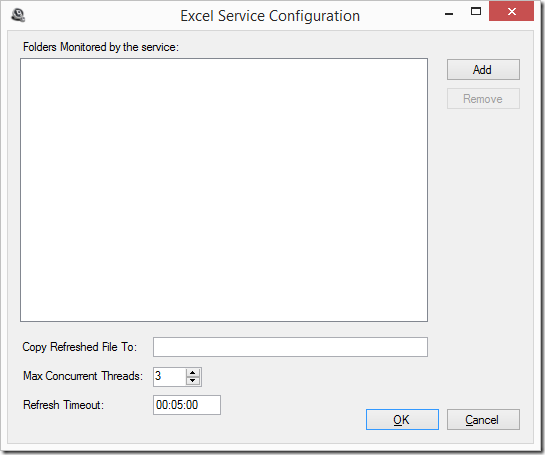 Excel Service Configuration
Folders Monitored by the service:
Add
Remove
Copy Refreshed File To:
Max Concurrent Threads: 3
Refresh Timeout: 00:05:00
OK Cancel